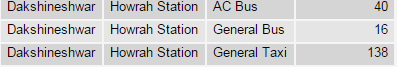 Dakshineshwar Howrah Station AC Bus 40
Dakshineshwar Howrah Station General Bus 16
Dakshineshwar Howrah Station General Taxi 138